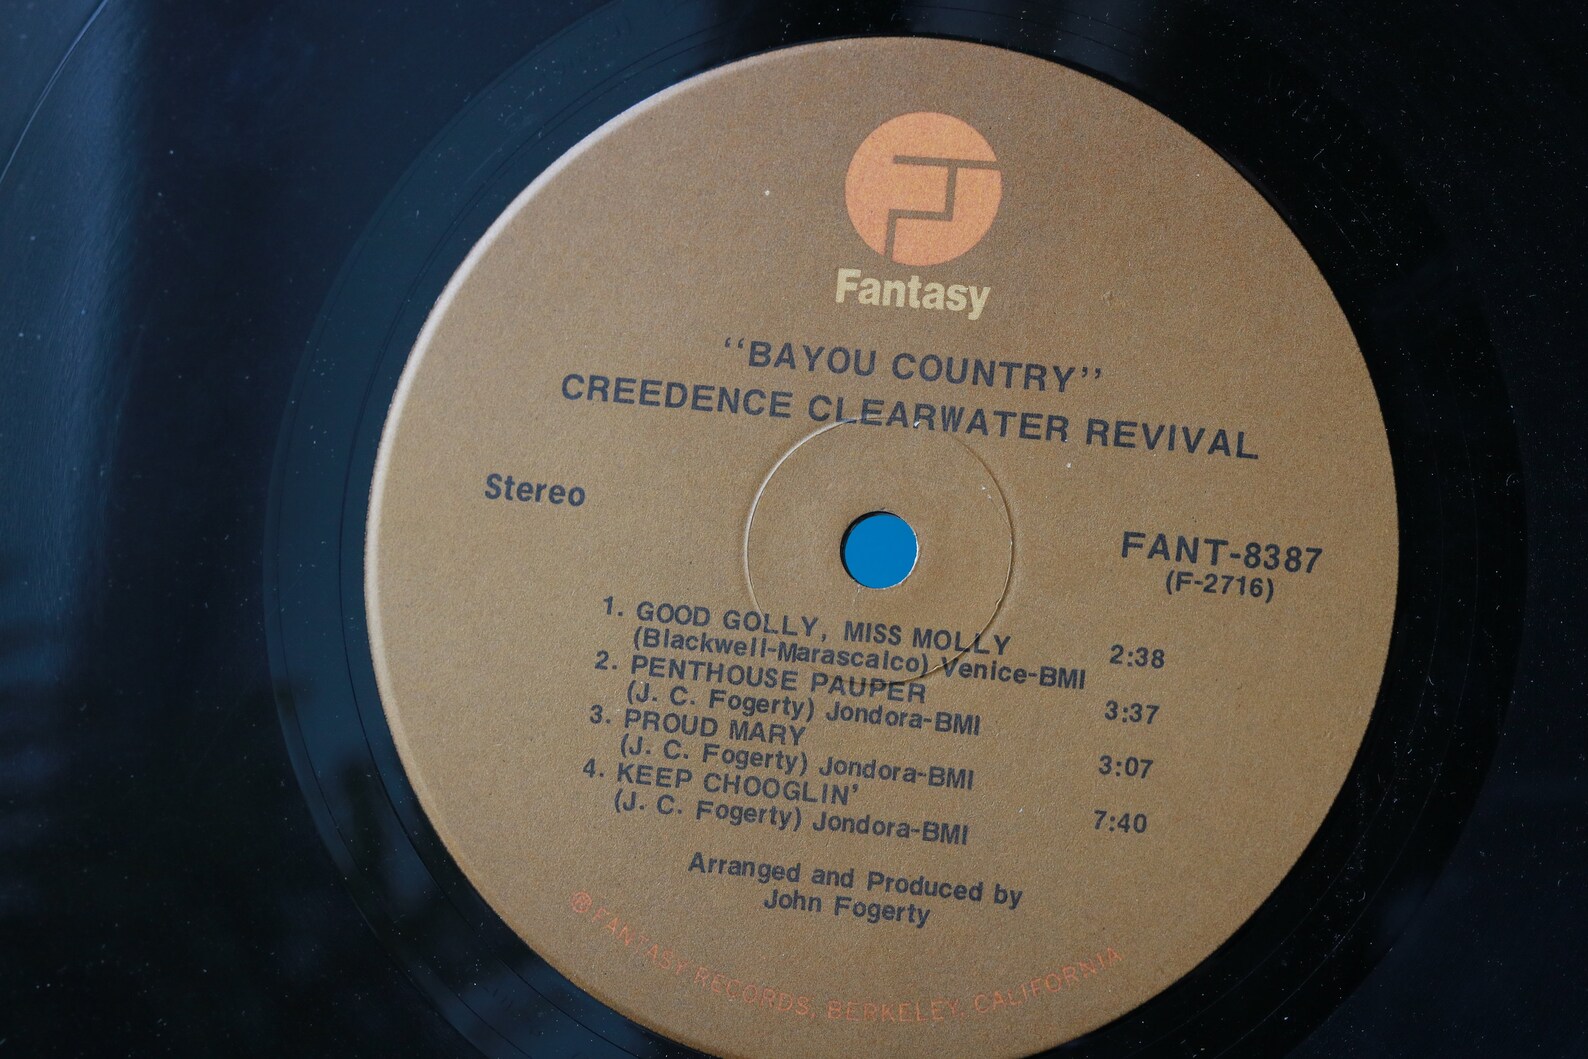 Fantasy
“BAYOU COUNTRY”
CREEDENCE CLEARWATER REVIVAL
Stereo
FANT-8387
(F-2716)
1. GOOD GOLLY, MISS MOLLY 2:38
(Blackwell-Marascalco) Venice-BMI
2. PENTHOUSE PAUPER 3:37
(J. C. Fogerty) Jondora-BMI
3. PROUD MARY 3:07
(J. C. Fogerty) Jondora-BMI
4. KEEP CHOOGLIN’ 7:40
(J. C. Fogerty) Jondora-BMI
Arranged and Produced by
John Fogerty
® FANTASY RECORDS, BERKELEY, CALIFORNIA